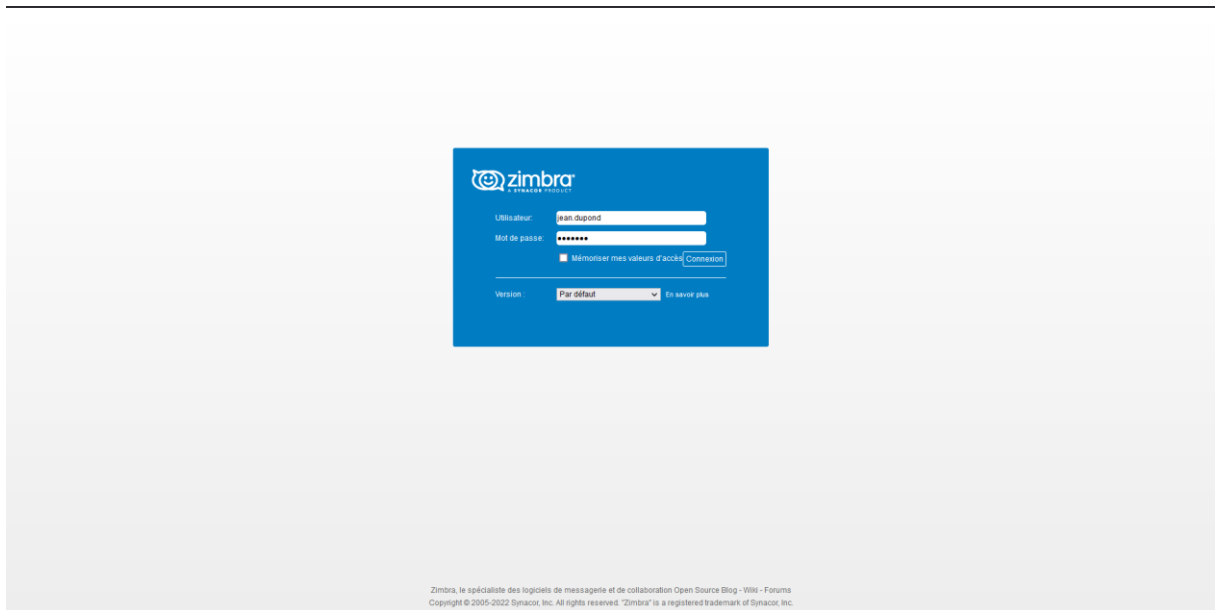 zimbra
A SYNACOR PRODUCT
Utilisateur: jean.dupond
Mot de passe: •••••••
Mémoriser mes valeurs d'accès Connexion
Version : Par défaut En savoir plus
Zimbra, le spécialiste des logiciels de messagerie et de collaboration Open Source Blog - Wiki - Forums
Copyright © 2005-2022 Synacor, Inc. All rights reserved. "Zimbra" is a registered trademark of Synacor, Inc.